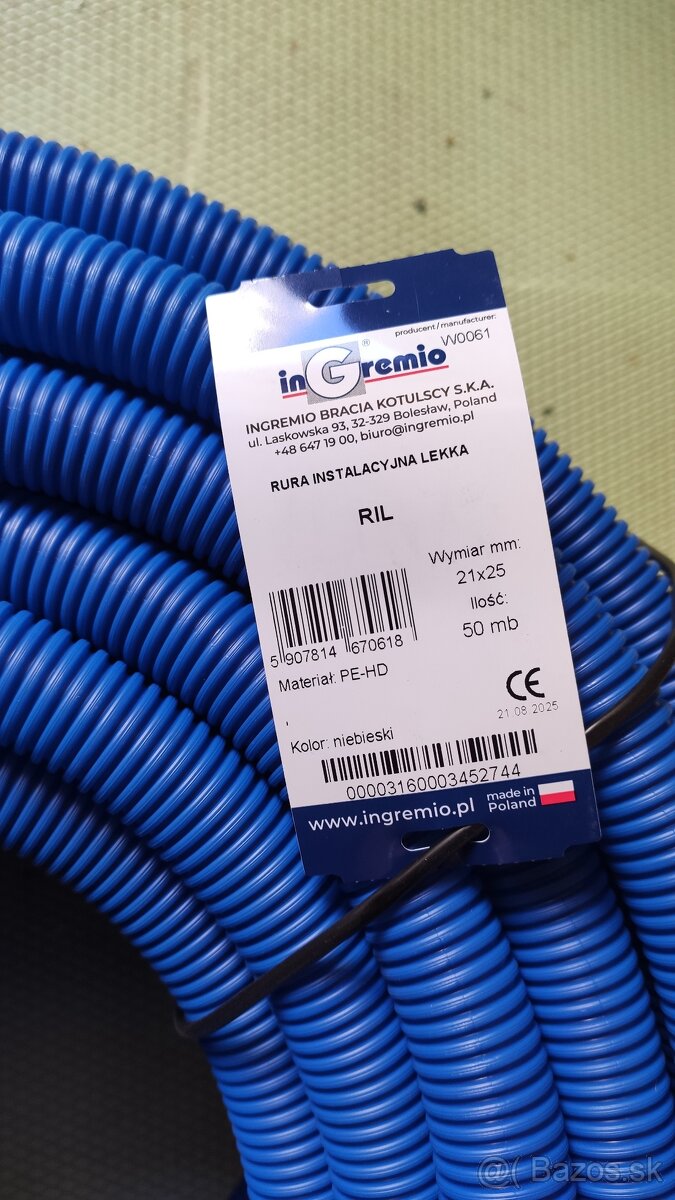 producent / manufacturer:
W0061
inGremio®
INGREMIO BRACIA KOTULSCY S.K.A.
ul. Laskowska 93, 32-329 Bolesław, Poland
+48 647 19 00, biuro@ingremio.pl
RURA INSTALACYJNA LEKKA
RIL
Wymiar mm:
21x25
Ilość:
50 mb
5 907814 670618
Materiał: PE-HD
CE
21.08.2025
Kolor: niebieski
00003160003452744
www.ingremio.pl
made in
Poland
@( Bazos.sk